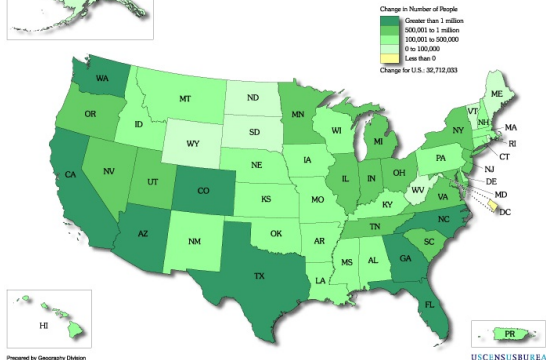 Change in Number of People
Greater than 1 million
500,001 to 1 million
100,001 to 500,000
0 to 100,000
Less than 0
Change for U.S.: 32,712,033
WA
OR
CA
NV
ID
MT
WY
UT
AZ
CO
NM
ND
SD
NE
KS
OK
TX
MN
IA
MO
AR
LA
WI
IL
MI
IN
OH
KY
TN
MS
AL
GA
FL
SC
NC
VA
WV
PA
NY
VT
NH
ME
MA
RI
CT
NJ
DE
MD
DC
HI
PR
Prepared by Geography Division
USCENSUSBUREA